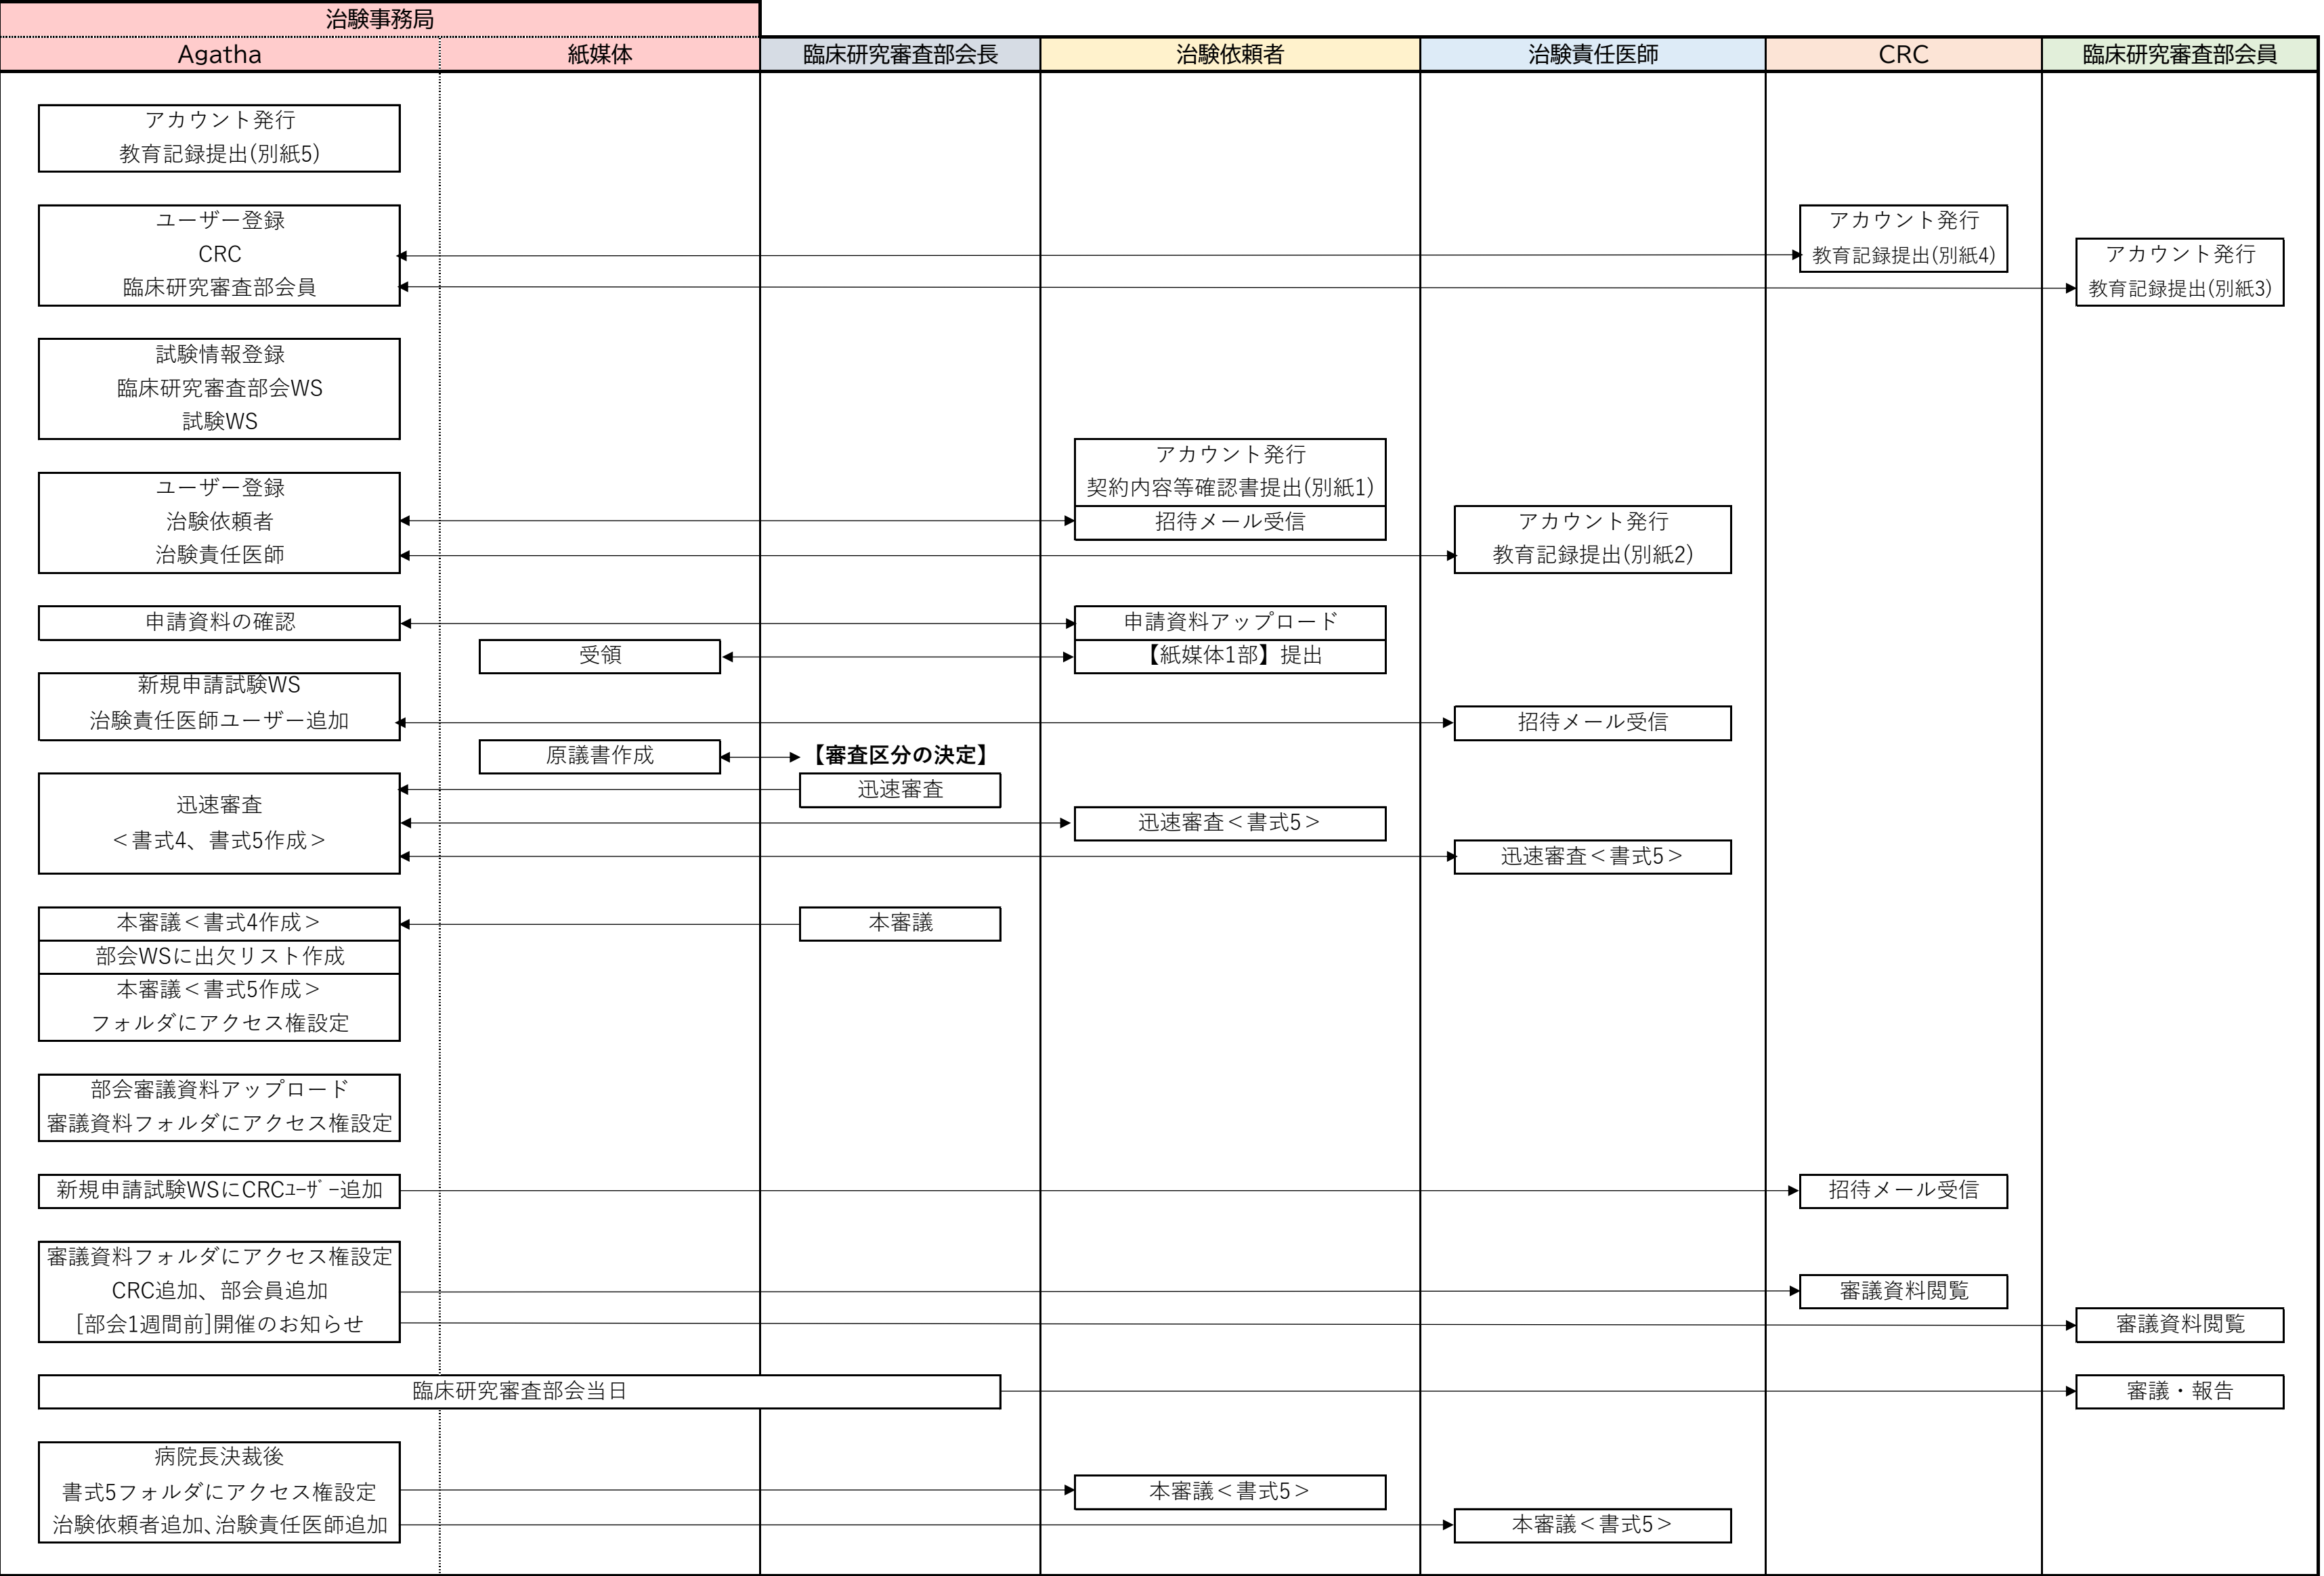 治験事務局
Agatha
紙媒体
臨床研究審査部会長
治験依頼者
治験責任医師
CRC
臨床研究審査部会員
アカウント発行
教育記録提出(別紙5)
ユーザー登録
CRC
臨床研究審査部会員
アカウント発行
教育記録提出(別紙4)
アカウント発行
教育記録提出(別紙3)
試験情報登録
臨床研究審査部会WS
試験WS
ユーザー登録
治験依頼者
治験責任医師
アカウント発行
契約内容等確認書提出(別紙1)
招待メール受信
アカウント発行
教育記録提出(別紙2)
申請資料の確認
申請資料アップロード
受領
【紙媒体1部】提出
新規申請試験WS
治験責任医師ユーザー追加
招待メール受信
原議書作成
【審査区分の決定】
迅速審査
＜書式4、書式5作成＞
迅速審査
迅速審査＜書式5＞
迅速審査＜書式5＞
本審議＜書式4作成＞
本審議
部会WSに出欠リスト作成
本審議＜書式5作成＞
フォルダにアクセス権設定
部会審議資料アップロード
審議資料フォルダにアクセス権設定
新規申請試験WSにCRCﾕｰｻﾞｰ追加
招待メール受信
審議資料フォルダにアクセス権設定
CRC追加、部会員追加
[部会1週間前]開催のお知らせ
審議資料閲覧
審議資料閲覧
臨床研究審査部会当日
審議・報告
病院長決裁後
書式5フォルダにアクセス権設定
治験依頼者追加、治験責任医師追加
本審議＜書式5＞
本審議＜書式5＞